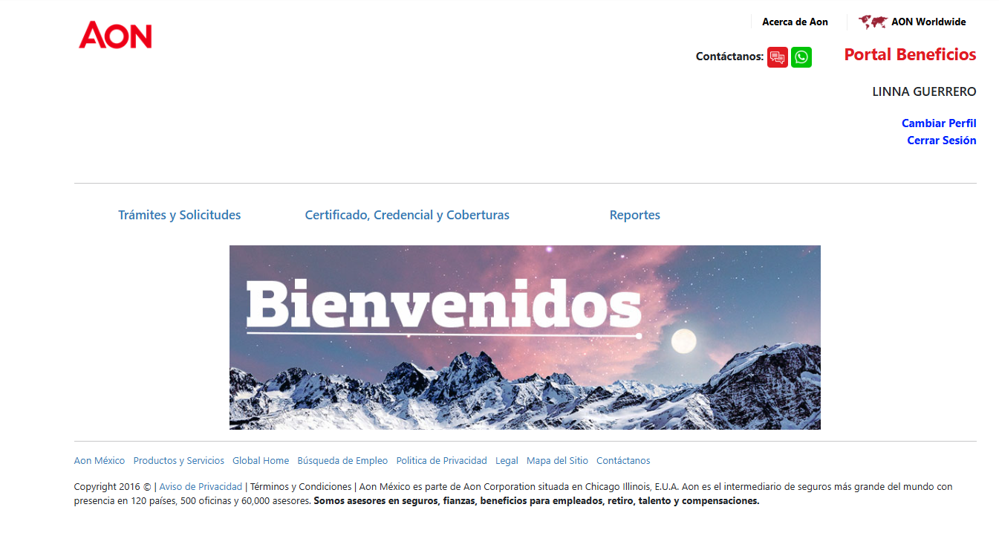 AON
Acerca de Aon
AON Worldwide
Contáctanos:
Portal Beneficios
LINNA GUERRERO
Cambiar Perfil
Cerrar Sesión
Trámites y Solicitudes
Certificado, Credencial y Coberturas
Reportes
Bienvenidos
Aon México Productos y Servicios Global Home Búsqueda de Empleo Politica de Privacidad Legal Mapa del Sitio Contáctanos
Copyright 2016 © | Aviso de Privacidad | Términos y Condiciones | Aon México es parte de Aon Corporation situada en Chicago Illinois, E.U.A. Aon es el intermediario de seguros más grande del mundo con
presencia en 120 países, 500 oficinas y 60,000 asesores. Somos asesores en seguros, fianzas, beneficios para empleados, retiro, talento y compensaciones.